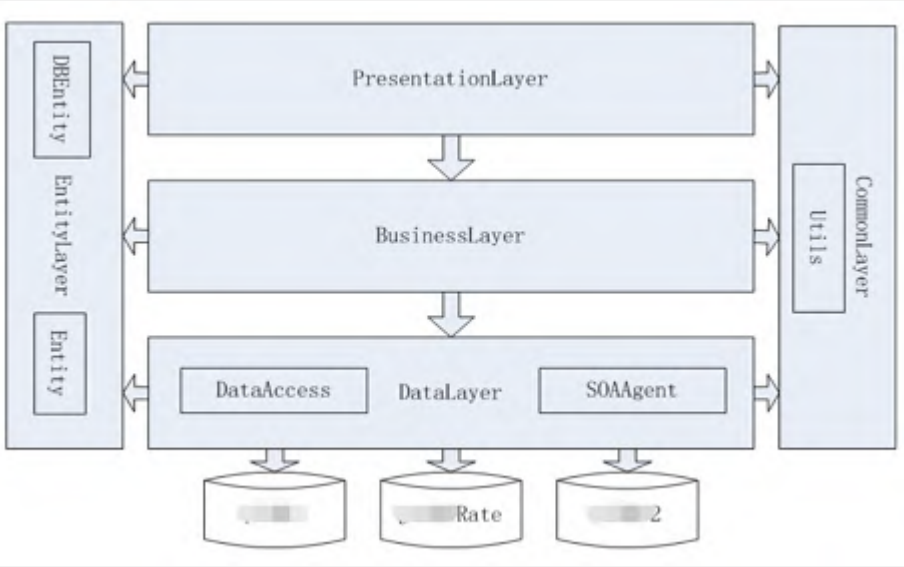 DBEntity
EntityLayer
Entity
PresentationLayer
BusinessLayer
DataAccess
DataLayer
SOAAgent
Utils
CommonLayer
Rate
2